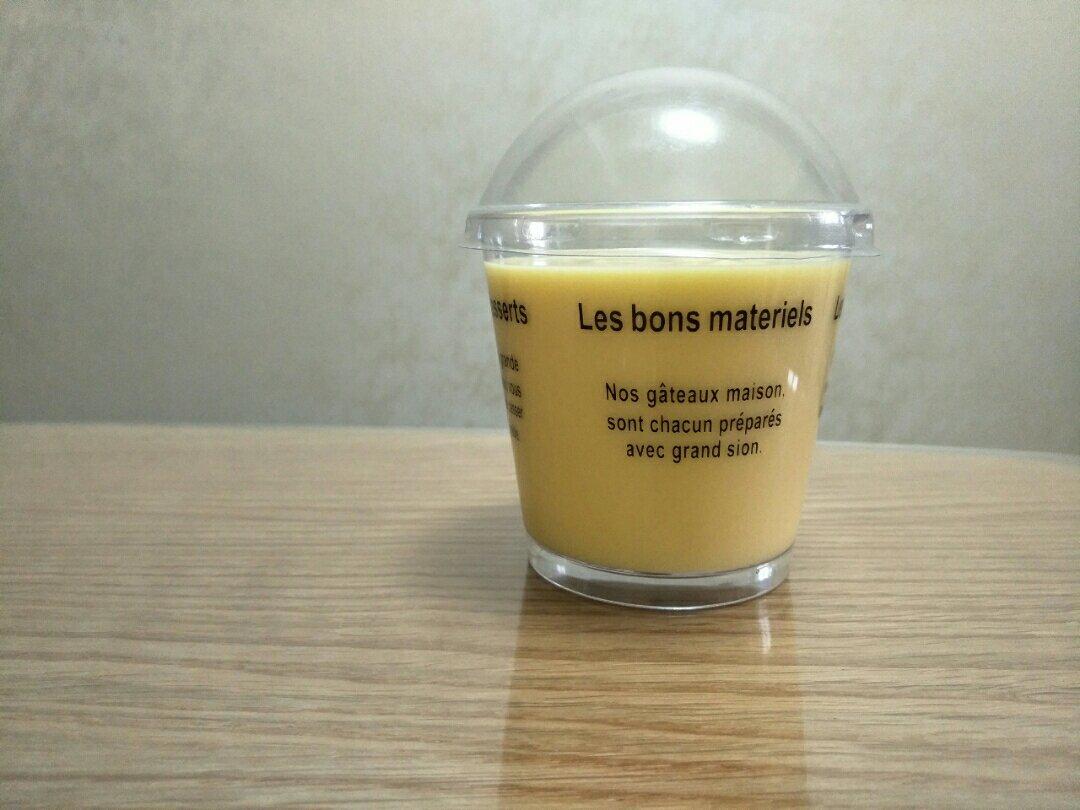 Les bons materiels
Nos gâteaux maison,
sont chacun préparés
avec grand sion.